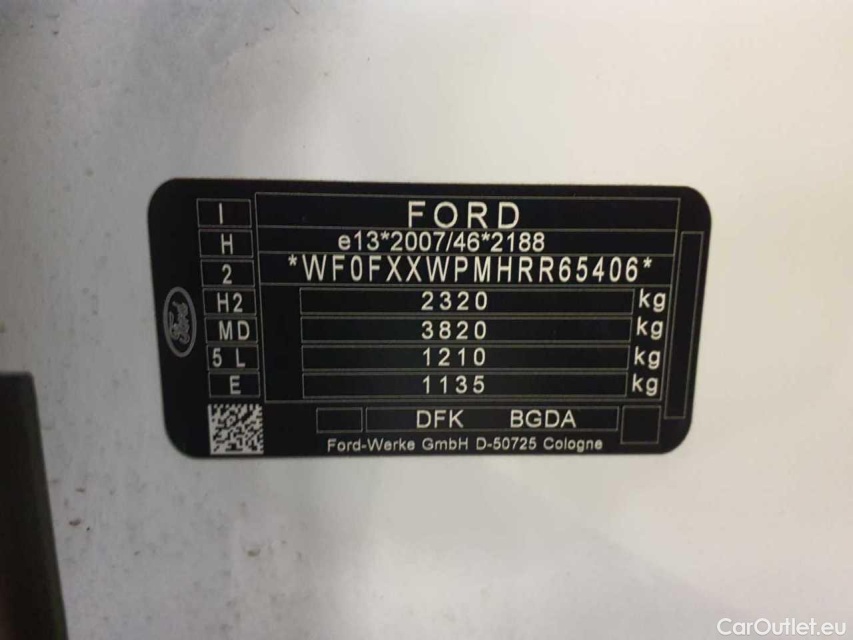 I FORD
H e13*2007/46*2188
2 *WF0FXXWPMHRR65406*
H2 2320 kg
MD 3820 kg
5 L 1210 kg
E 1135 kg
DFK BGDA
Ford-Werke GmbH D-50725 Cologne
CarOutlet.eu